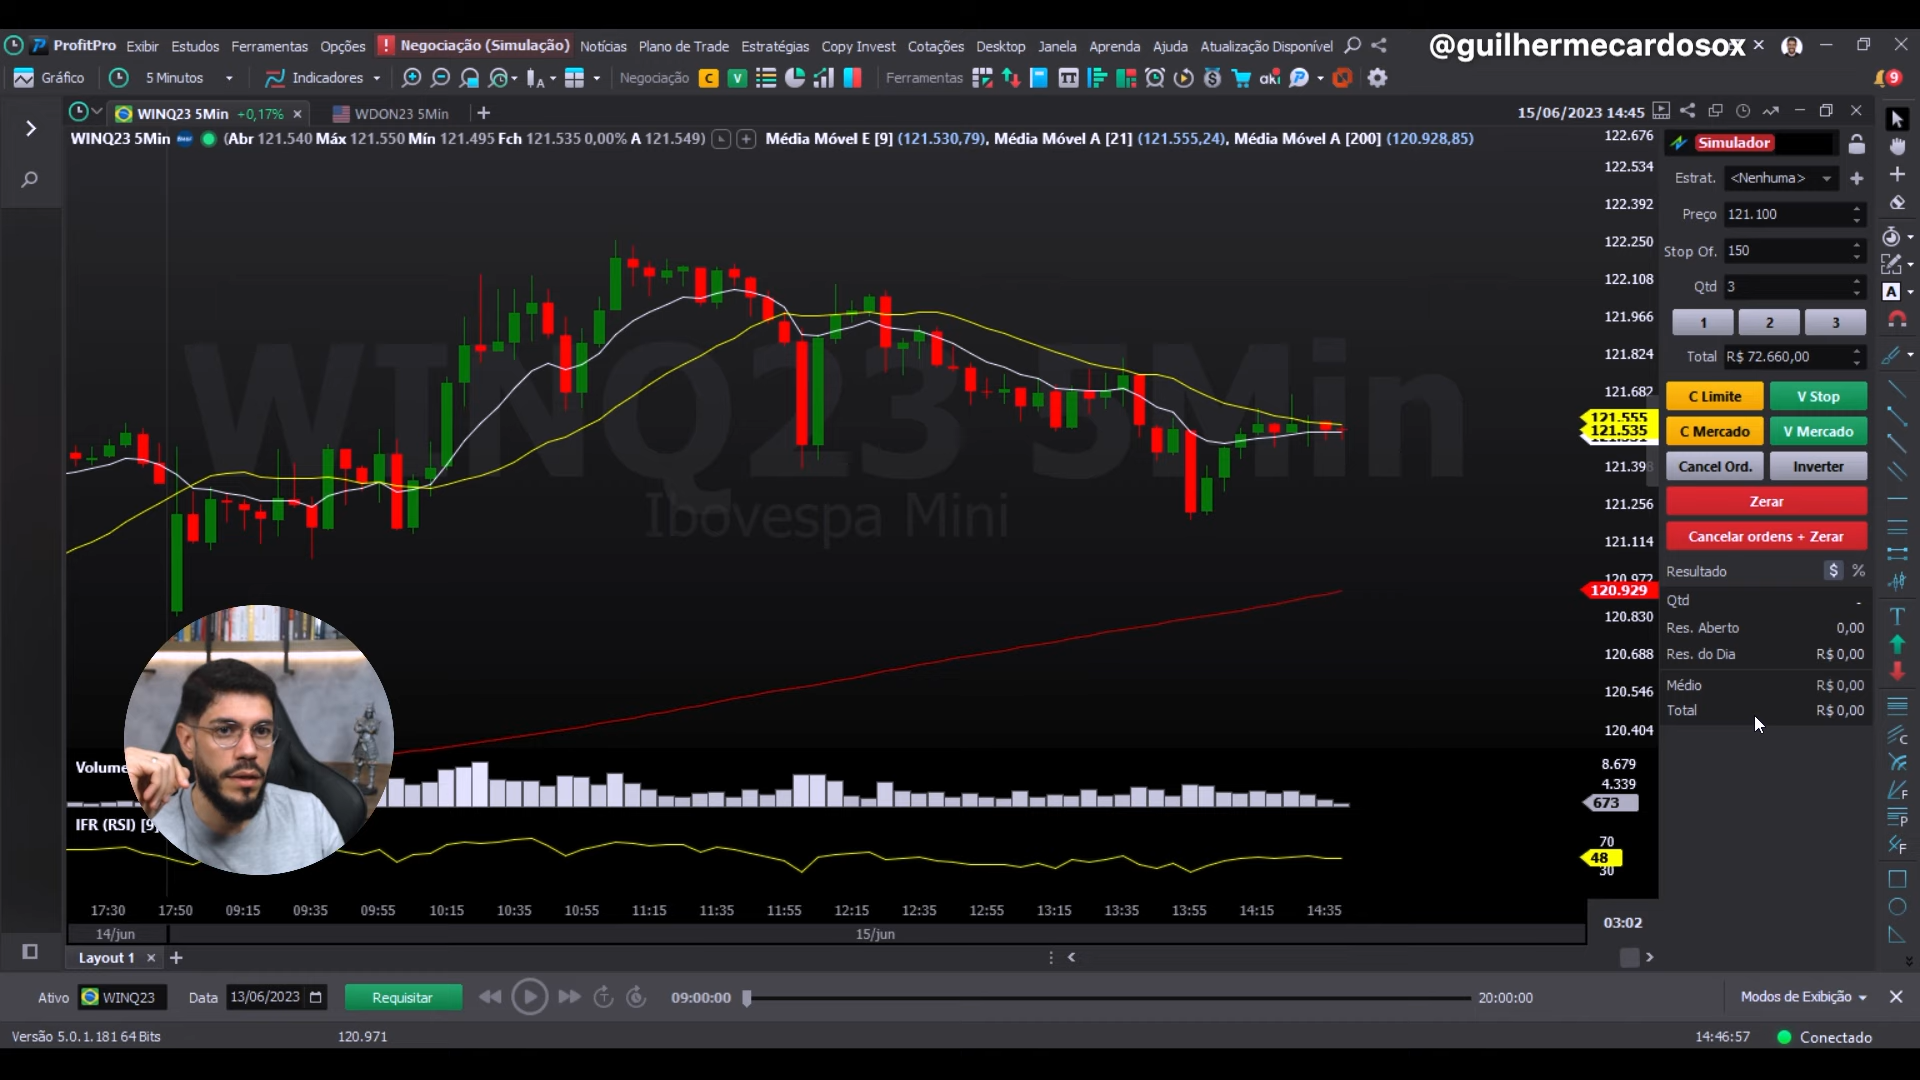 ProfitPro Exibir Estudos Ferramentas Opções ! Negociação (Simulação) Notícias Plano de Trade Estratégias Copy Invest Cotações Desktop Janela Aprenda Ajuda Atualização Disponível @guilhermecardosox
Gráfico 5 Minutos Indicadores Negociação C V Ferramentas aki 9
WINQ23 5Min +0,17% WDON23 5Min 15/06/2023 14:45
WINQ23 5Min (Abr 121.540 Máx 121.550 Mín 121.495 Fch 121.535 0,00% A 121.549) Média Móvel E [9] (121.530,79), Média Móvel A [21] (121.555,24), Média Móvel A [200] (120.928,85)
122.676
122.534
122.392
122.250
122.108
121.966
121.824
121.682
121.555
121.535
121.398
121.256
121.114
120.972
120.929
120.830
120.688
120.546
120.404
WINQ23 5Min
Ibovespa Mini
Simulador
Estrat. <Nenhuma>
Preço 121.100
Stop Of. 150
Qtd 3
1 2 3
Total R$ 72.660,00
C Limite V Stop
C Mercado V Mercado
Cancel Ord. Inverter
Zerar
Cancelar ordens + Zerar
Resultado $ %
Qtd -
Res. Aberto 0,00
Res. do Dia R$ 0,00
Médio R$ 0,00
Total R$ 0,00
Volume
8.679
4.339
673
IFR (RSI) [9]
70
48
30
17:30 17:50 09:15 09:35 09:55 10:15 10:35 10:55 11:15 11:35 11:55 12:15 12:35 12:55 13:15 13:35 13:55 14:15 14:35
03:02
14/jun 15/jun
Layout 1
Ativo WINQ23 Data 13/06/2023 Requisitar 09:00:00 20:00:00 Modos de Exibição
Versão 5.0.1.181 64 Bits 120.971 14:46:57 Conectado